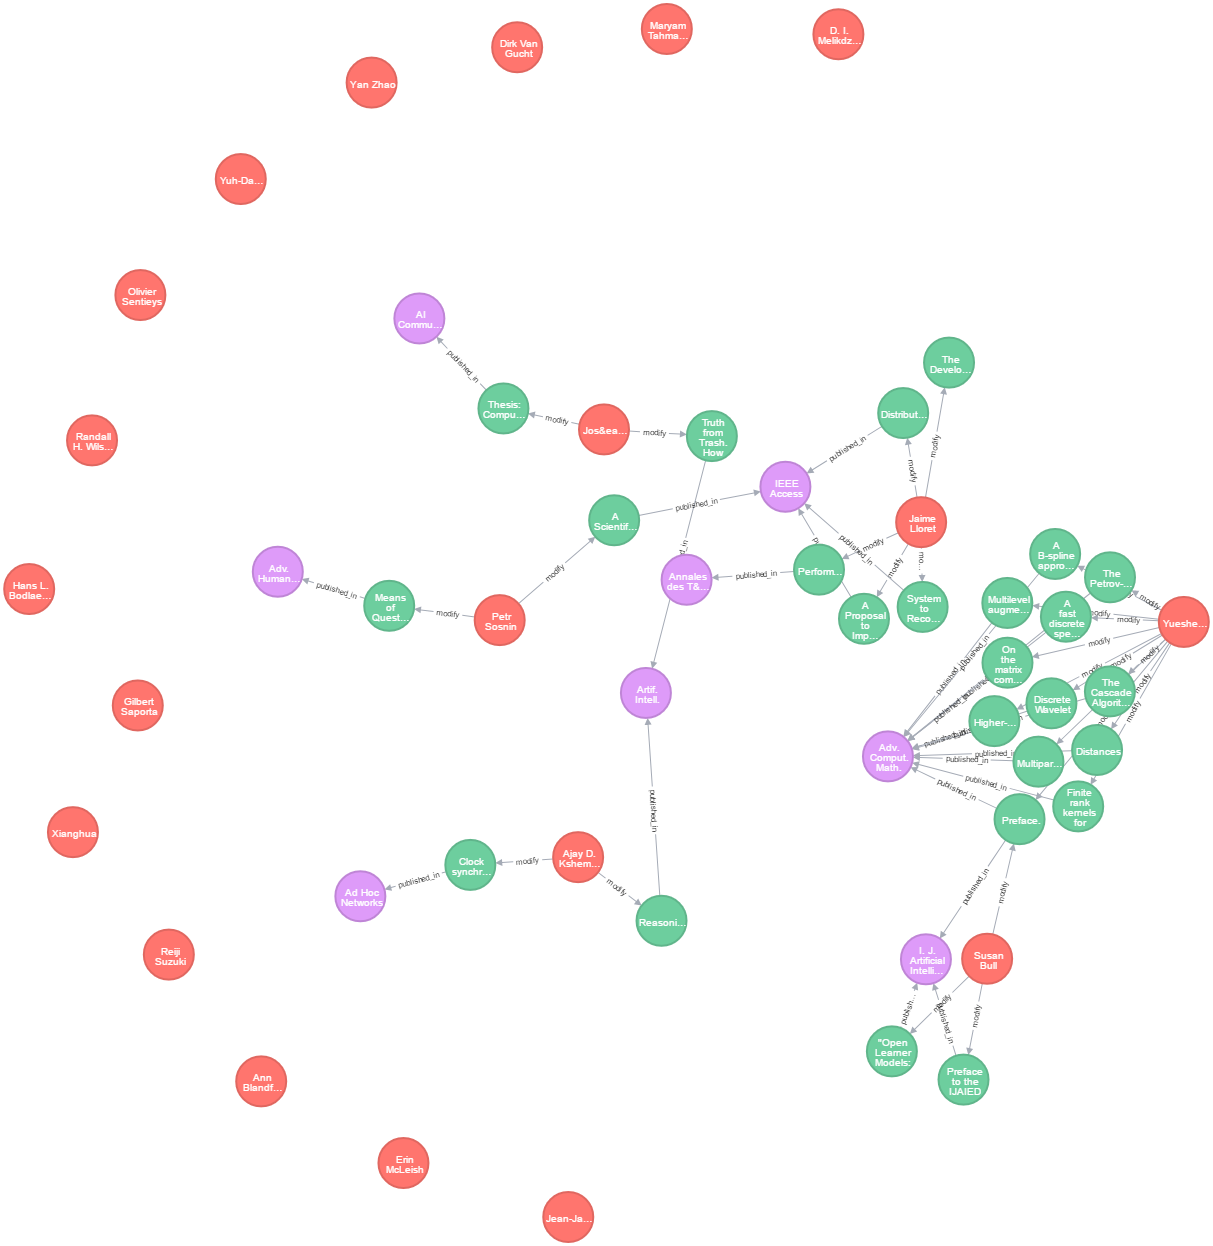 Maryam
Tahma...
D. I.
Melikdz...
Dirk Van
Gucht
Yan Zhao
Yuh-Da...
Olivier
Sentieys
AI
Commu...
published_in
Thesis:
Compu...
modify
Jos&ea...
modify
Truth
from
Trash.
How
The
Develo...
Distribut...
modify
modify
published_in
Randall
H. Wils...
IEEE
Access
Jaime
Lloret
A
Scientif...
published_in
modify
published_in
modify
modify
mo...
Adv.
Human...
published_in
Means
of
Quest...
modify
Petr
Sosnin
Annales
des T&...
published_in
Perform...
A
Proposal
to
Imp...
System
to
Reco...
Hans L.
Bodlae...
A
B-spline
appro...
The
Petrov-...
Multilevel
augme...
A
fast
discrete
spe...
Yueshe...
modify
modify
modify
On
the
matrix
com...
modify
modify
modify
modify
modify
The
Cascade
Algorit...
Discrete
Wavelet
Higher-...
published_in
published_in
Gilbert
Saporta
Artif.
Intell.
Adv.
Comput.
Math.
published_in
published_in
Multipar...
Distances
published_in
published_in
Finite
rank
kernels
for
Preface.
published_in
Xianghua
Clock
synchr...
modify
Ajay D.
Kshem...
modify
published_in
Ad Hoc
Networks
Reasoni...
published_in
modify
Reiji
Suzuki
I. J.
Artificial
Intelli...
Susan
Bull
publish...
modify
published_in
modify
"Open
Learner
Models:
Preface
to the
IJAIED
Ann
Blandf...
Erin
McLeish
Jean-Ja...